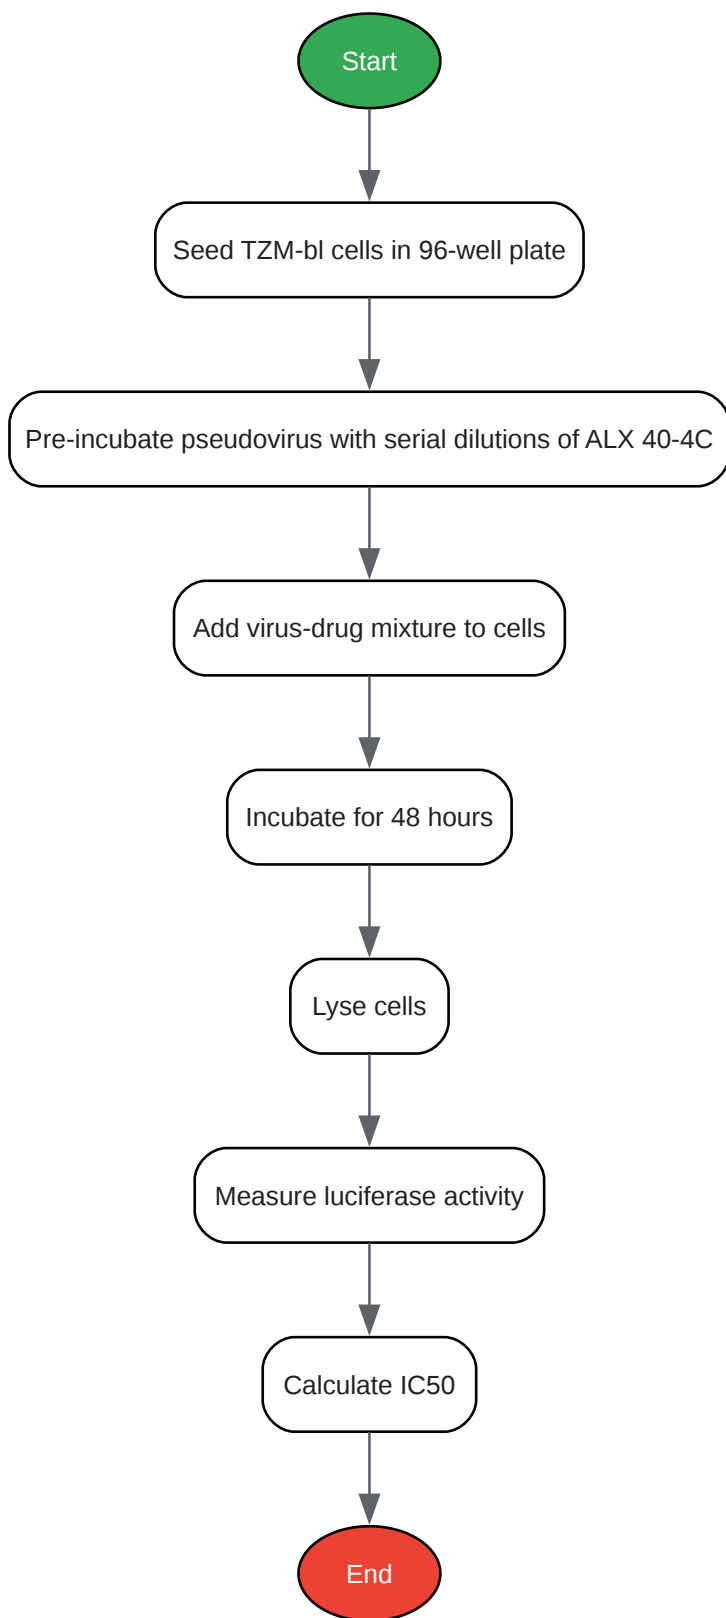 Start
Seed TZM-bl cells in 96-well plate
Pre-incubate pseudovirus with serial dilutions of ALX 40-4C
Add virus-drug mixture to cells
Incubate for 48 hours
Lyse cells
Measure luciferase activity
Calculate IC50
End